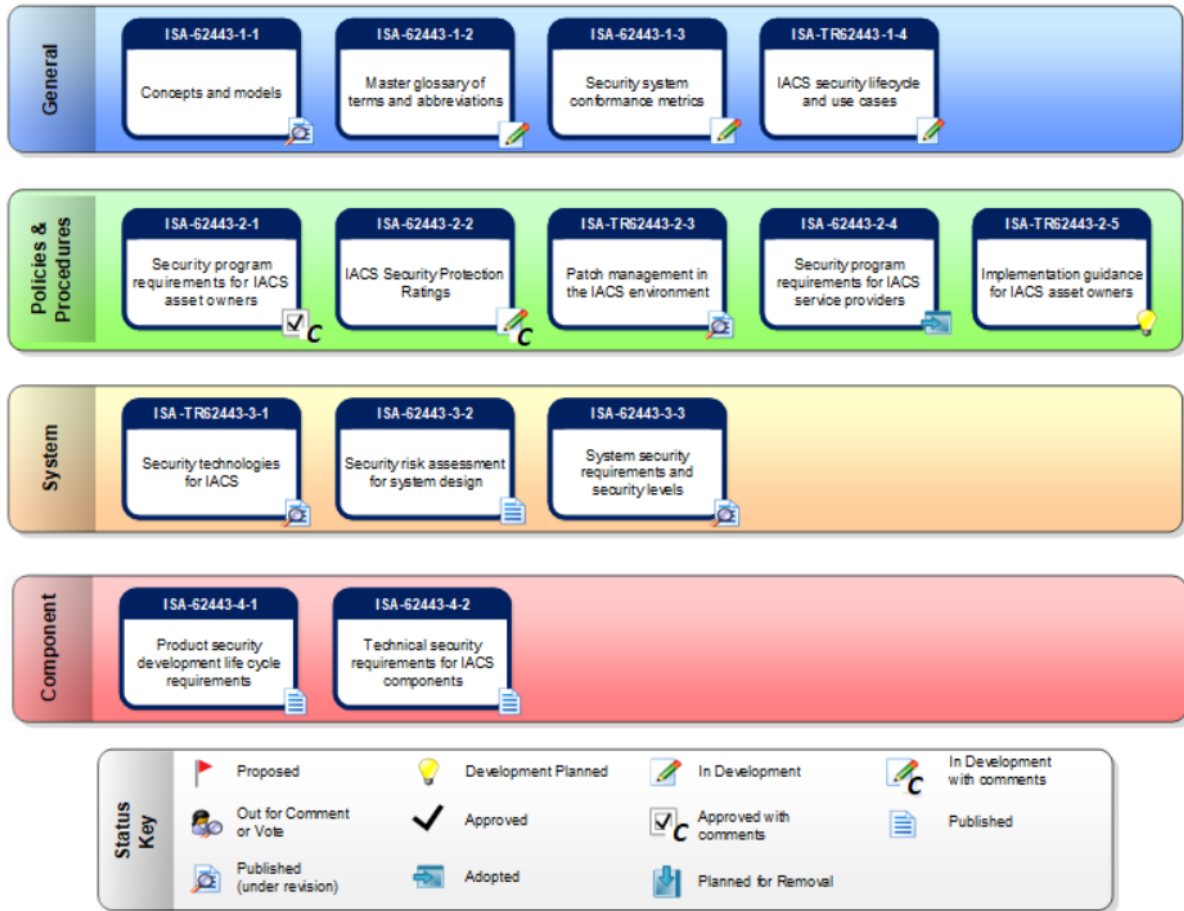 General
ISA-62443-1-1
Concepts and models
ISA-62443-1-2
Master glossary of
terms and abbreviations
ISA-62443-1-3
Security system
conformance metrics
ISA-TR62443-1-4
IACS security lifecycle
and use cases
Policies &
Procedures
ISA-62443-2-1
Security program
requirements for IACS
asset owners
C
ISA-62443-2-2
IACS Security Protection
Ratings
C
ISA-TR62443-2-3
Patch management in
the IACS environment
ISA-62443-2-4
Security program
requirements for IACS
service providers
ISA-TR62443-2-5
Implementation guidance
for IACS asset owners
System
ISA-TR62443-3-1
Security technologies
for IACS
ISA-62443-3-2
Security risk assessment
for system design
ISA-62443-3-3
System security
requirements and
security levels
Component
ISA-62443-4-1
Product security
development life cycle
requirements
ISA-62443-4-2
Technical security
requirements for IACS
components
Status
Key
Proposed
Development Planned
In Development
C
In Development
with comments
Out for Comment
or Vote
Approved
C
Approved with
comments
Published
Published
(under revision)
Adopted
Planned for Removal